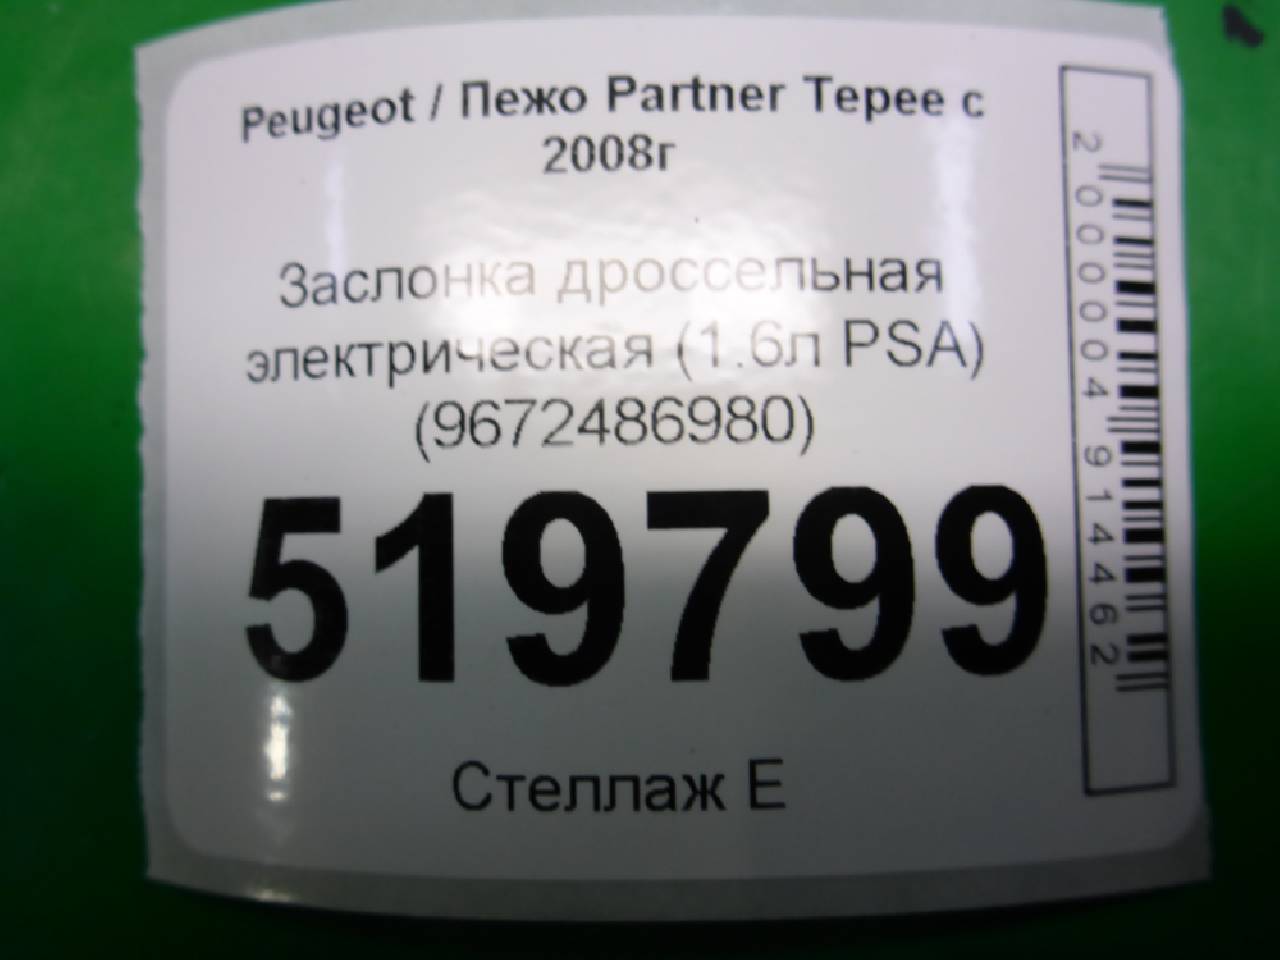 Peugeot / Пежо Partner Tepee с
2008г
Заслонка дроссельная
электрическая (1.6л PSA)
(9672486980)
519799
Стеллаж Е
2000004914462